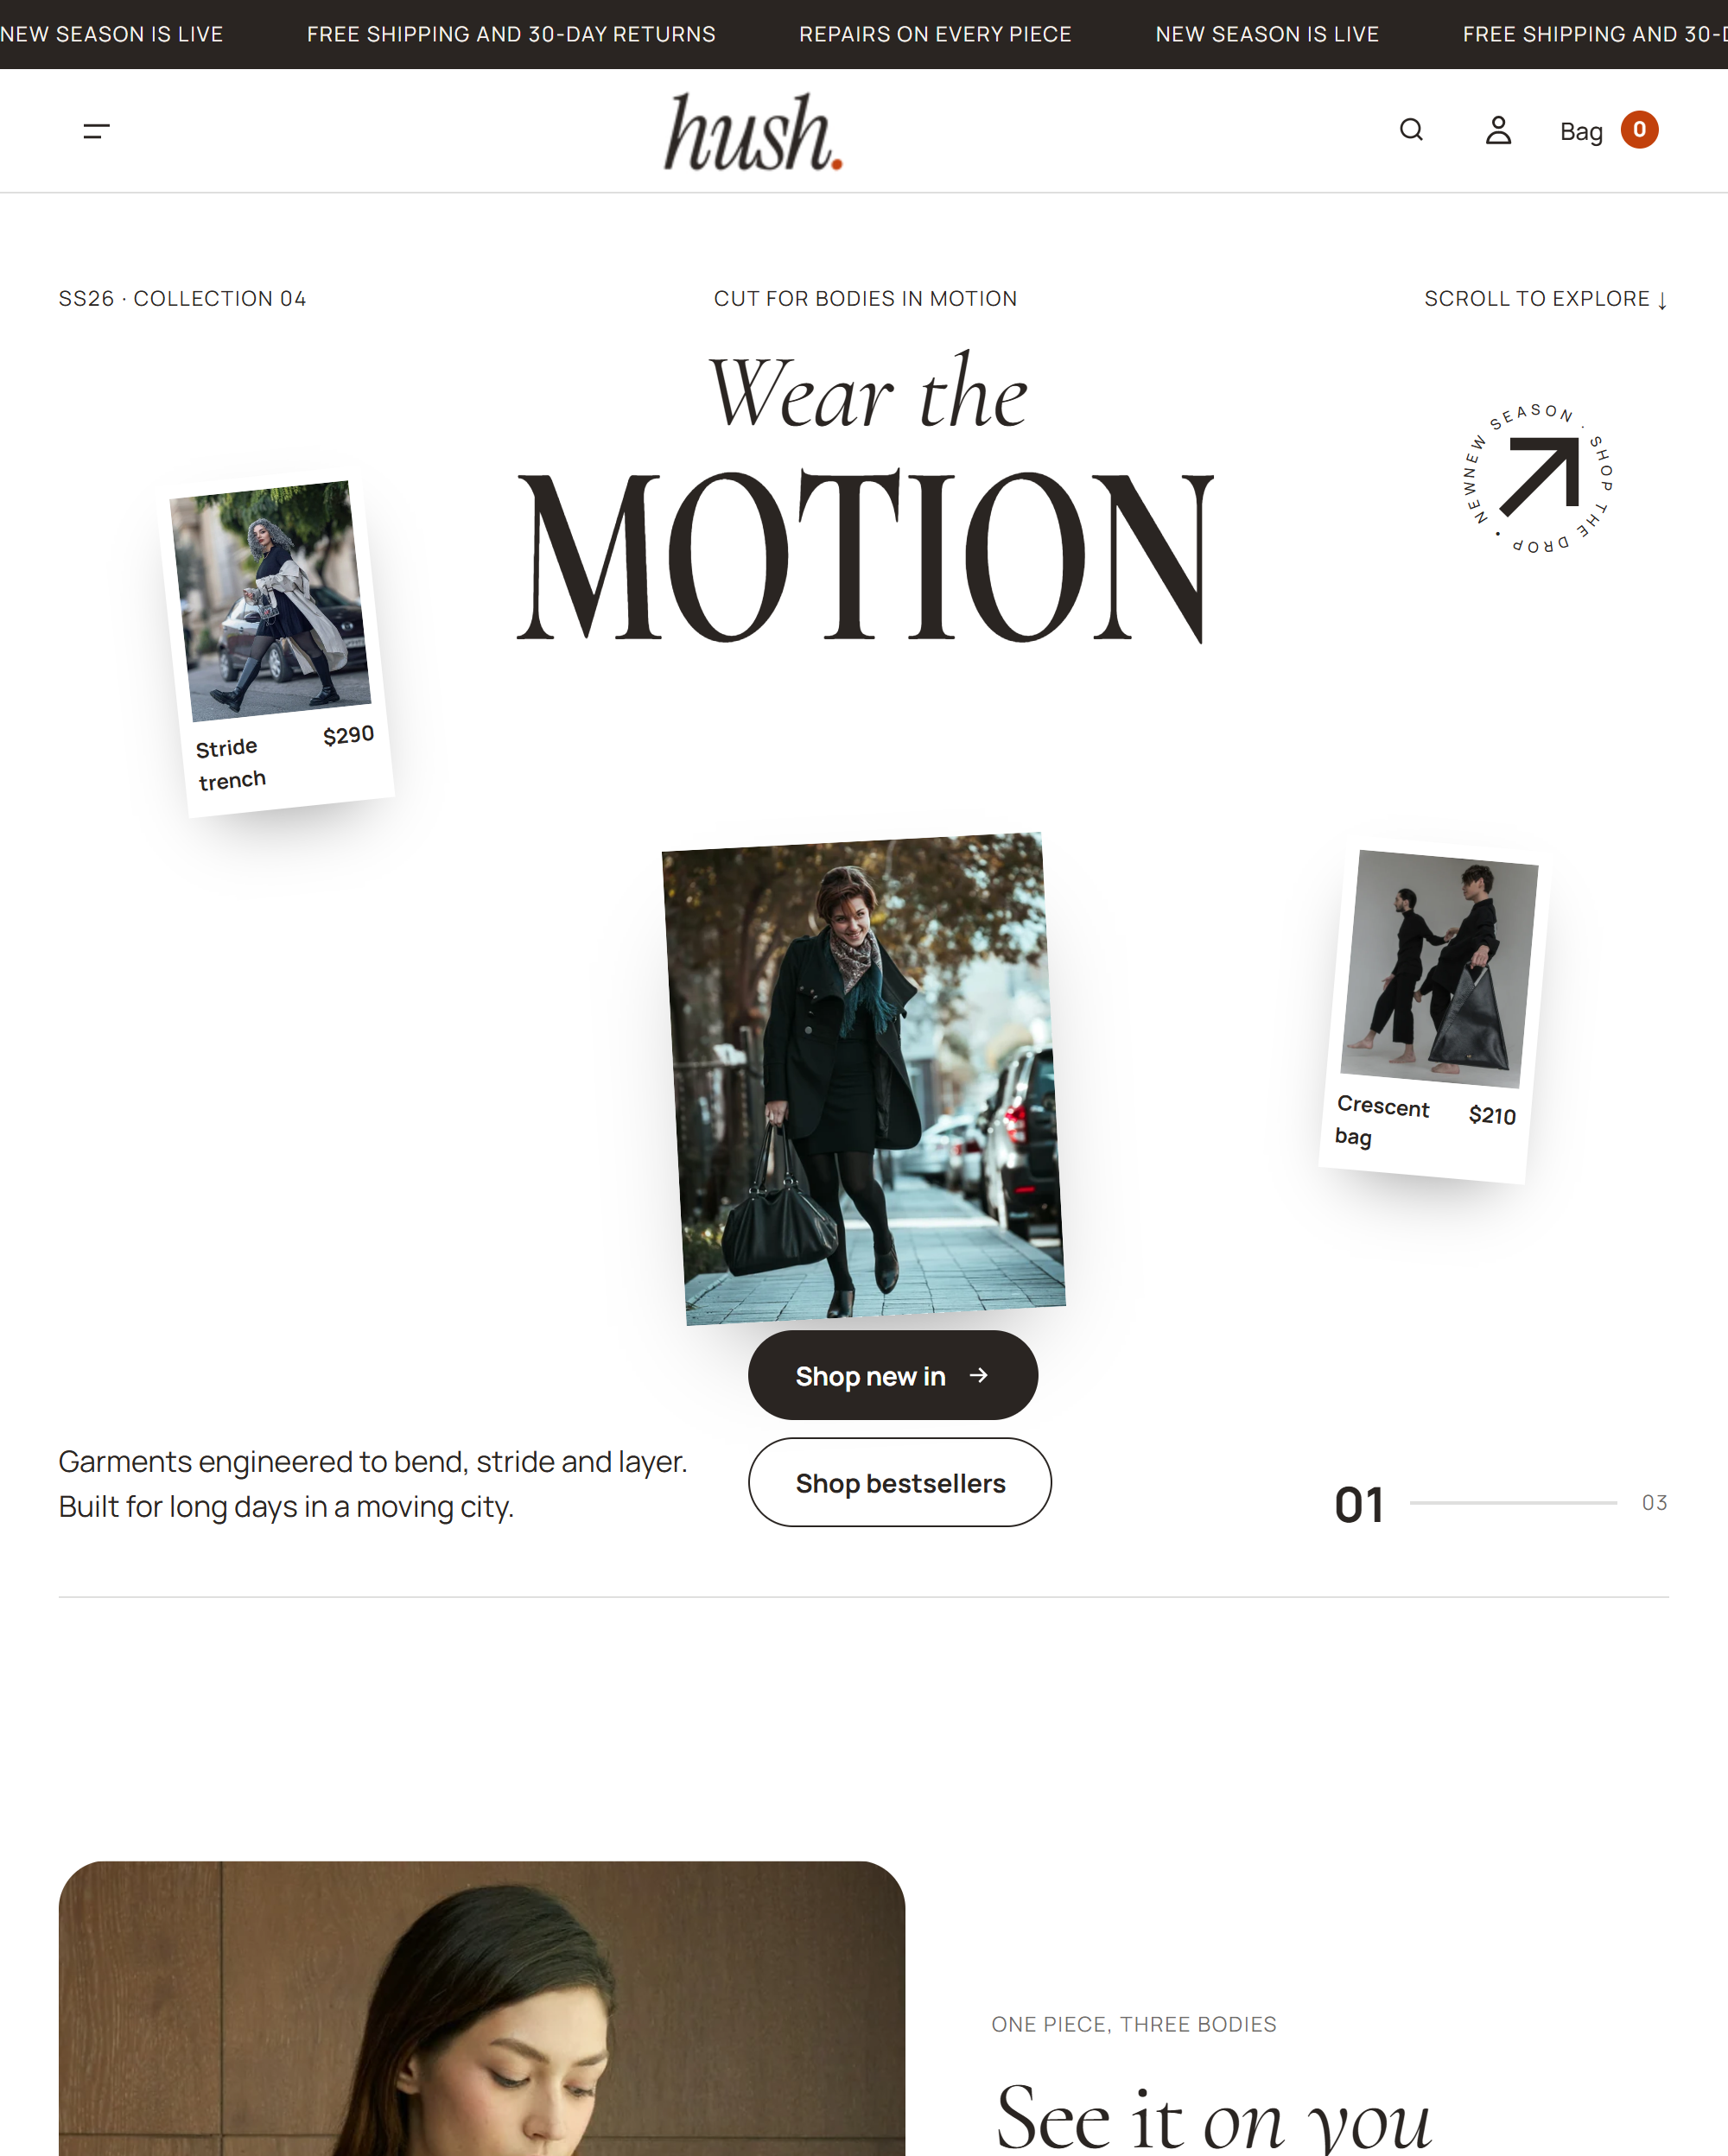 NEW SEASON IS LIVE FREE SHIPPING AND 30-DAY RETURNS REPAIRS ON EVERY PIECE NEW SEASON IS LIVE FREE SHIPPING AND 30-D
hush.
Bag 0
SS26 · COLLECTION 04
CUT FOR BODIES IN MOTION
SCROLL TO EXPLORE ↓
Wear the
MOTION
NEW SEASON · SHOP THE DROP • NEW
Stride $290
trench
Crescent $210
bag
Shop new in →
Shop bestsellers
Garments engineered to bend, stride and layer.
Built for long days in a moving city.
01 03
ONE PIECE, THREE BODIES
See it on you